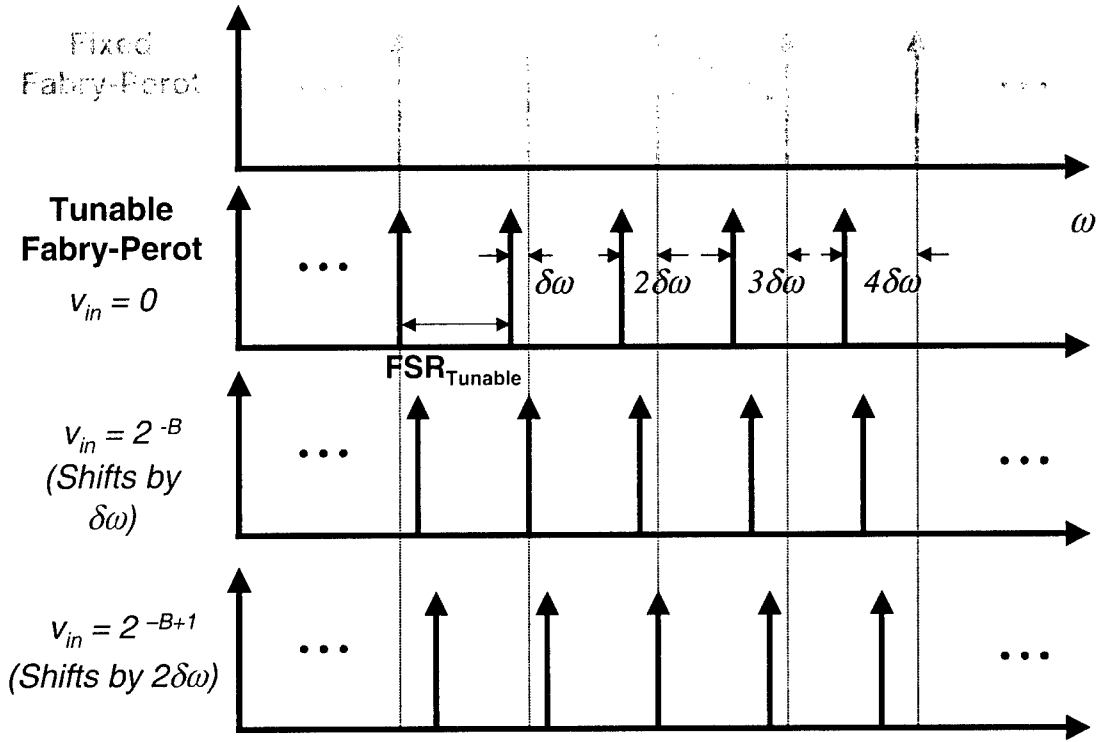 Fixed
Fabry-Perot
...
...
Tunable
Fabry-Perot
v_in = 0
...
δω
2δω
3δω
4δω
ω
FSR_Tunable
v_in = 2^-B
(Shifts by
δω)
...
...
v_in = 2^-B+1
(Shifts by 2δω)
...
...